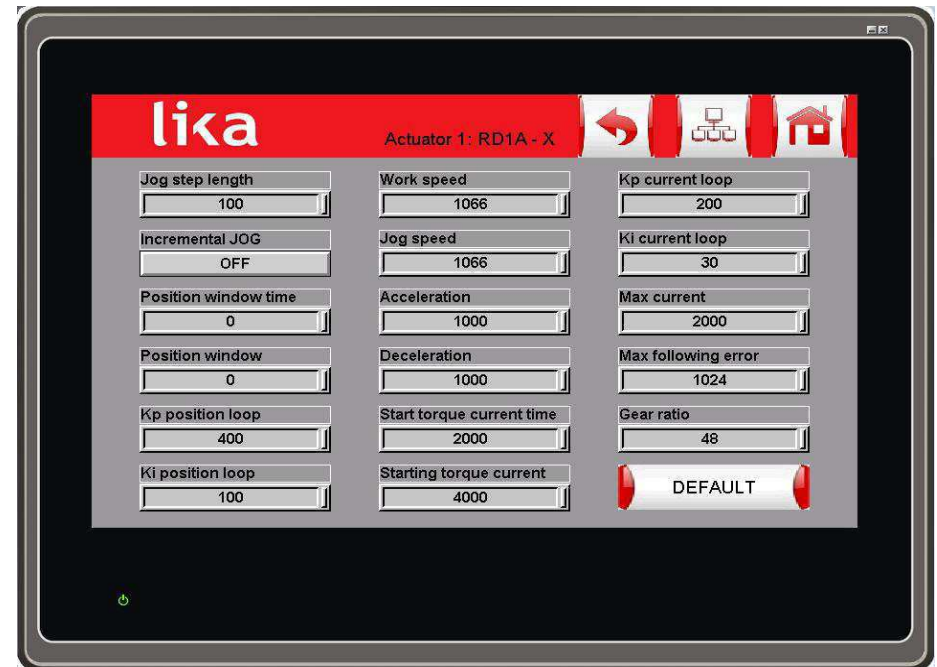 lika
Actuator 1: RD1A - X
Jog step length
100
Incremental JOG
OFF
Position window time
0
Position window
0
Kp position loop
400
Ki position loop
100
Work speed
1066
Jog speed
1066
Acceleration
1000
Deceleration
1000
Start torque current time
2000
Starting torque current
4000
Kp current loop
200
Ki current loop
30
Max current
2000
Max following error
1024
Gear ratio
48
DEFAULT